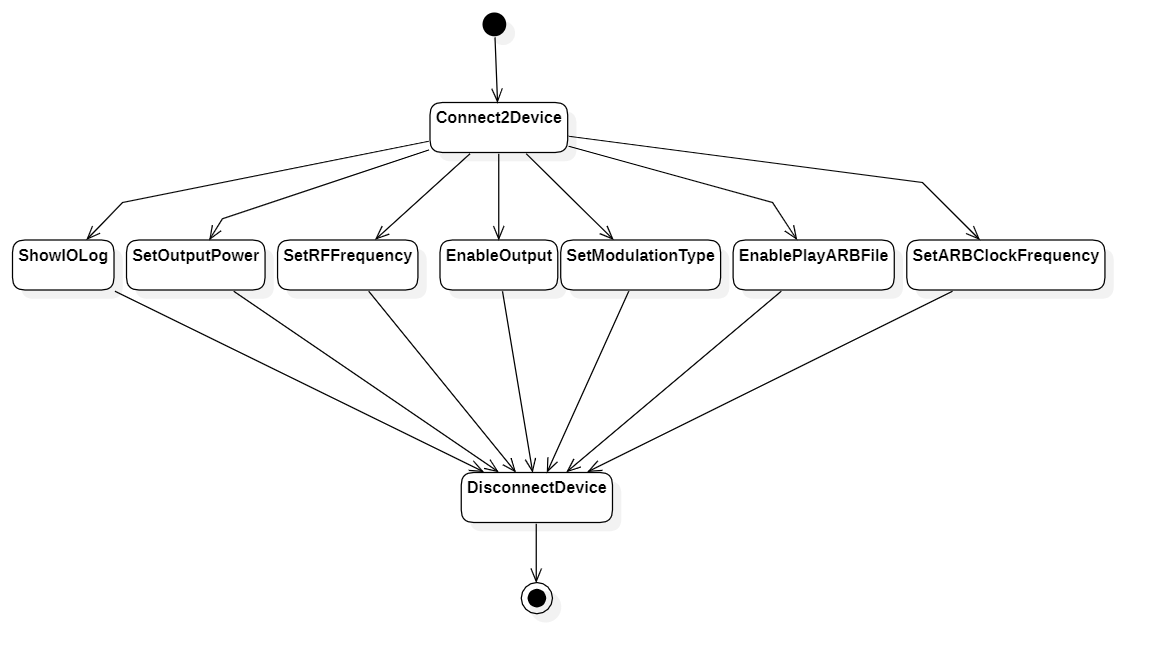 Connect2Device
ShowIOLog
SetOutputPower
SetRFFrequency
EnableOutput
SetModulationType
EnablePlayARBFile
SetARBClockFrequency
DisconnectDevice